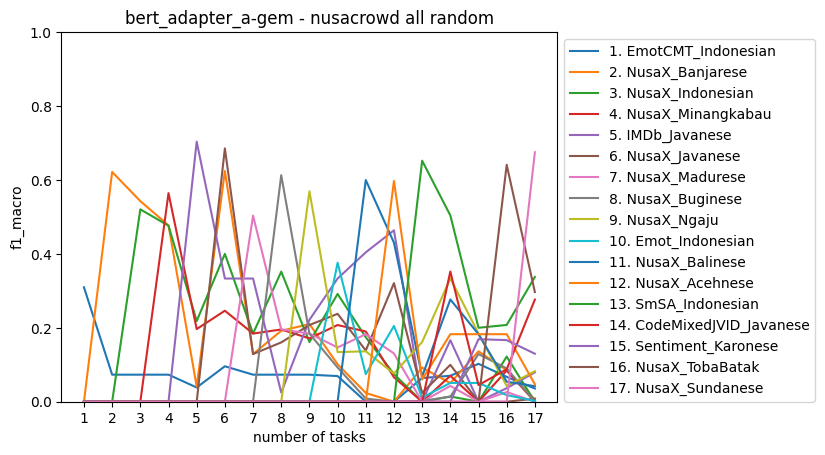 bert_adapter_a-gem - nusacrowd all random
1.0
0.8
0.6
0.4
0.2
0.0
f1_macro
1 2 3 4 5 6 7 8 9 10 11 12 13 14 15 16 17
number of tasks
1. EmotCMT_Indonesian
2. NusaX_Banjarese
3. NusaX_Indonesian
4. NusaX_Minangkabau
5. IMDb_Javanese
6. NusaX_Javanese
7. NusaX_Madurese
8. NusaX_Buginese
9. NusaX_Ngaju
10. Emot_Indonesian
11. NusaX_Balinese
12. NusaX_Acehnese
13. SmSA_Indonesian
14. CodeMixedJVID_Javanese
15. Sentiment_Karonese
16. NusaX_TobaBatak
17. NusaX_Sundanese